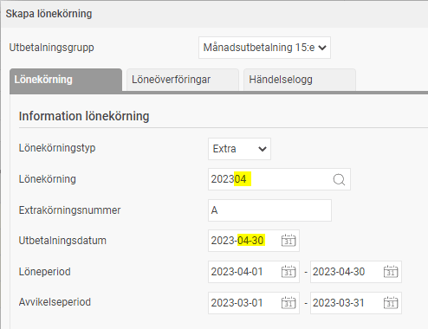 Skapa lönekörning
Utbetalningsgrupp Månadsutbetalning 15:e
Lönekörning Löneöverföringar Händelselogg
Information lönekörning
Lönekörningstyp Extra
Lönekörning 202304
Extrakörningsnummer A
Utbetalningsdatum 2023-04-30
Löneperiod 2023-04-01 - 2023-04-30
Avvikelseperiod 2023-03-01 - 2023-03-31